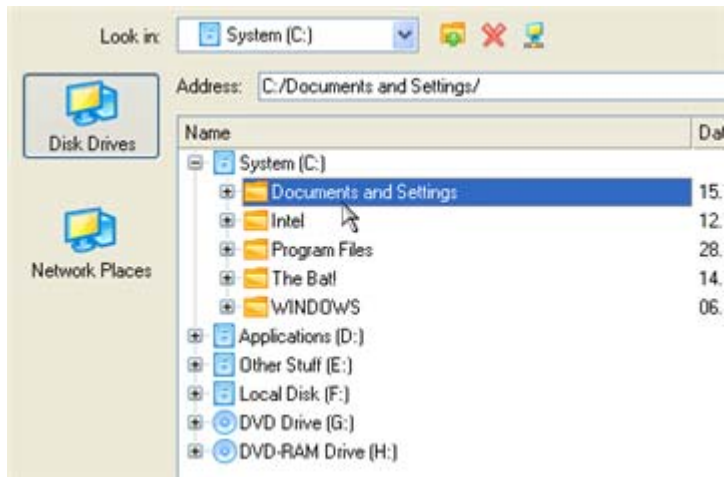 Look in: System (C:)
Address: C:/Documents and Settings/
Disk Drives
Network Places
Name
System (C:)
Documents and Settings 15.
Intel 12.
Program Files 28.
The Bat! 14.
WINDOWS 06.
Applications (D:)
Other Stuff (E:)
Local Disk (F:)
DVD Drive (G:)
DVD-RAM Drive (H:)